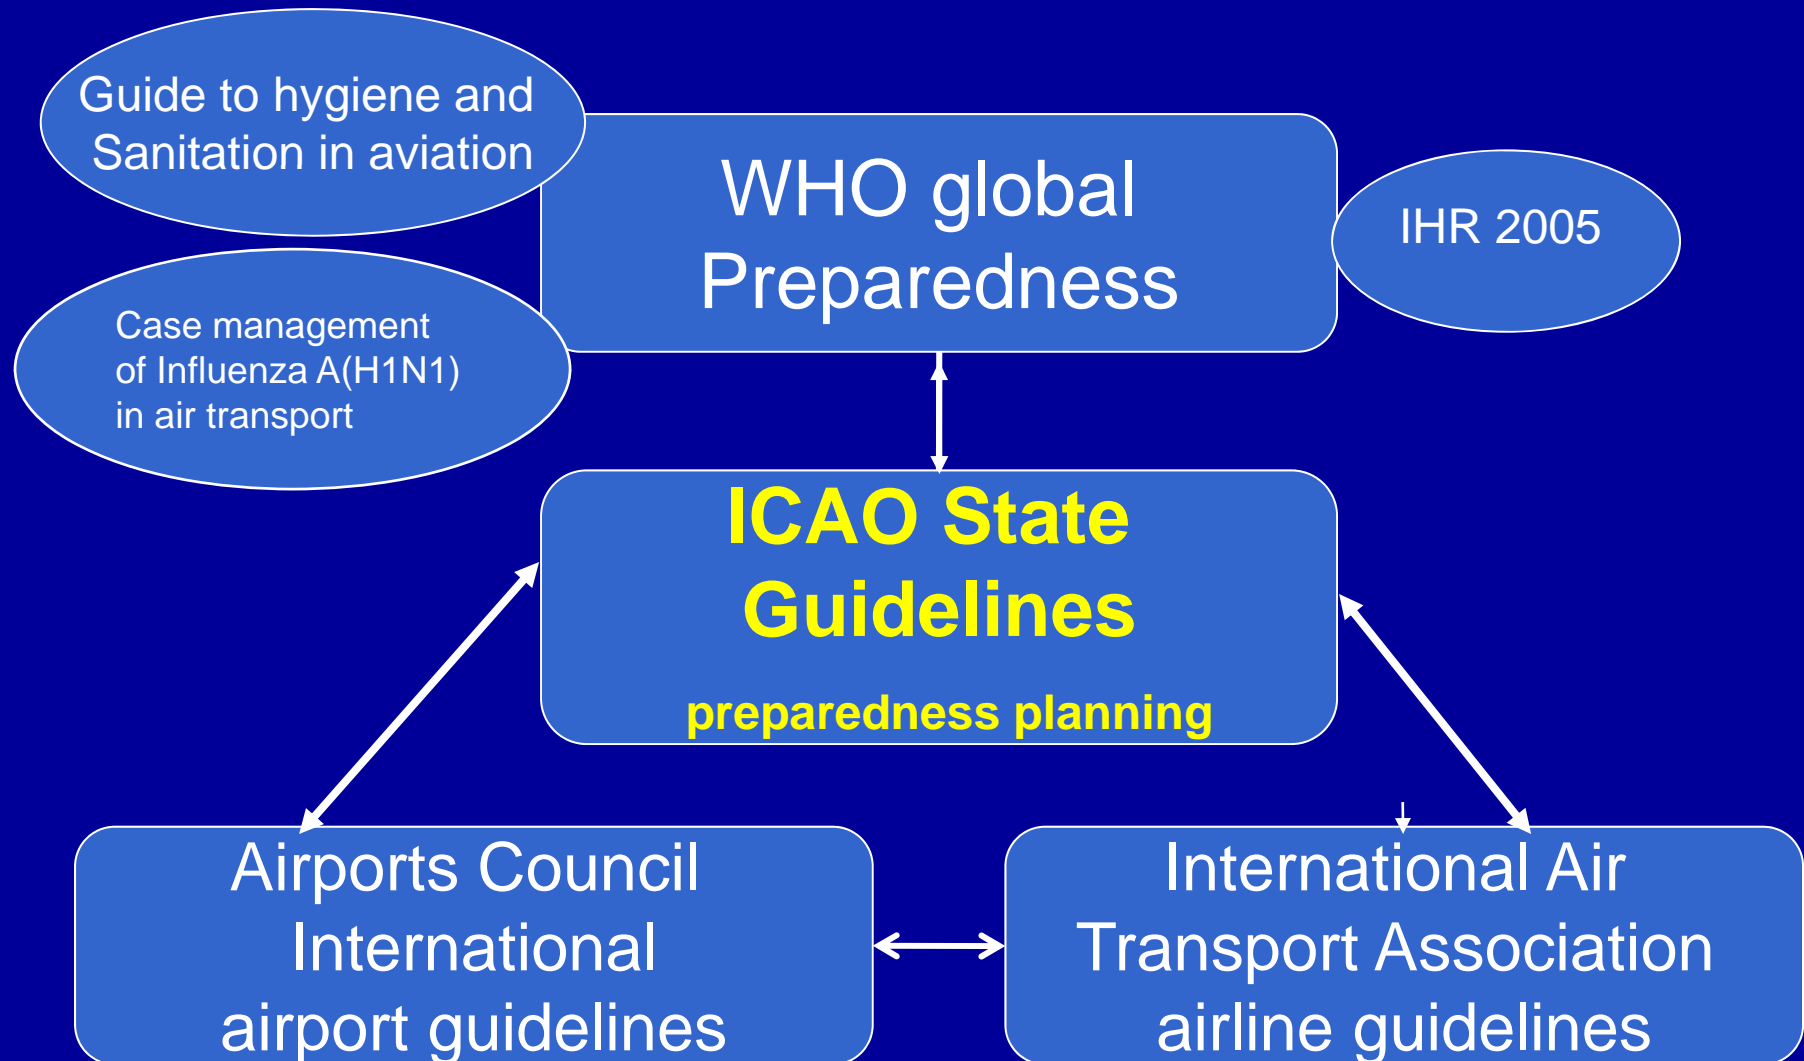 Guide to hygiene and
Sanitation in aviation
WHO global
Preparedness
IHR 2005
Case management
of Influenza A(H1N1)
in air transport
ICAO State
Guidelines
preparedness planning
Airports Council
International
airport guidelines
International Air
Transport Association
airline guidelines